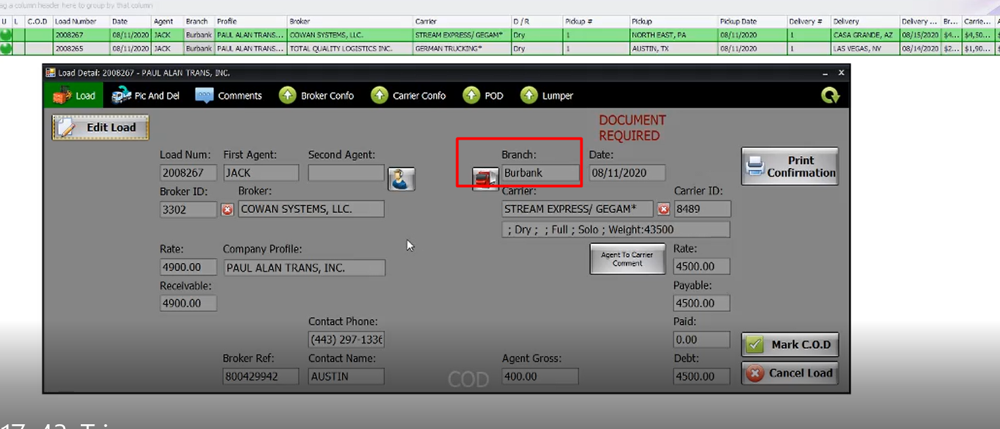 ag a column header here to group by that column
U L C.O.D Load Number Date Agent Branch Profile Broker Carrier D / R Pickup # Pickup Pickup Date Delivery # Delivery Delivery ... Br... Carrie...
2008267 08/11/2020 JACK Burbank PAUL ALAN TRANS... COWAN SYSTEMS, LLC. STREAM EXPRESS/ GEGAM* Dry 1 NORTH EAST, PA 08/11/2020 1 CASA GRANDE, AZ 08/15/2020 $4... $4,50...
2008265 08/11/2020 JACK Burbank PAUL ALAN TRANS... TOTAL QUALITY LOGISTICS INC. GERMAN TRUCKING* Dry 1 AUSTIN, TX 08/11/2020 1 LAS VEGAS, NV 08/14/2020 $2... $1,90...
Load Detal: 2008267 - PAUL ALAN TRANS, INC.
Load Pic And Del Comments Broker Confo Carrier Confo POD Lumper
Edit Load
DOCUMENT
REQUIRED
Load Num: First Agent: Second Agent: Branch: Date:
2008267 JACK Burbank 08/11/2020
Print
Confirmation
Broker ID: Broker: Carrier: Carrier ID:
3302 COWAN SYSTEMS, LLC. STREAM EXPRESS/ GEGAM* 8489
; Dry ; ; Full ; Solo ; Weight:43500
Rate: Company Profile: Rate:
Agent To Carrier
Comment
4900.00 PAUL ALAN TRANS, INC. 4500.00
Receivable: Payable:
4900.00 4500.00
Contact Phone: Paid:
(443) 297-1336 0.00
Mark C.O.D
Broker Ref: Contact Name: Agent Gross: Debt:
800429942 AUSTIN COD 400.00 4500.00
Cancel Load